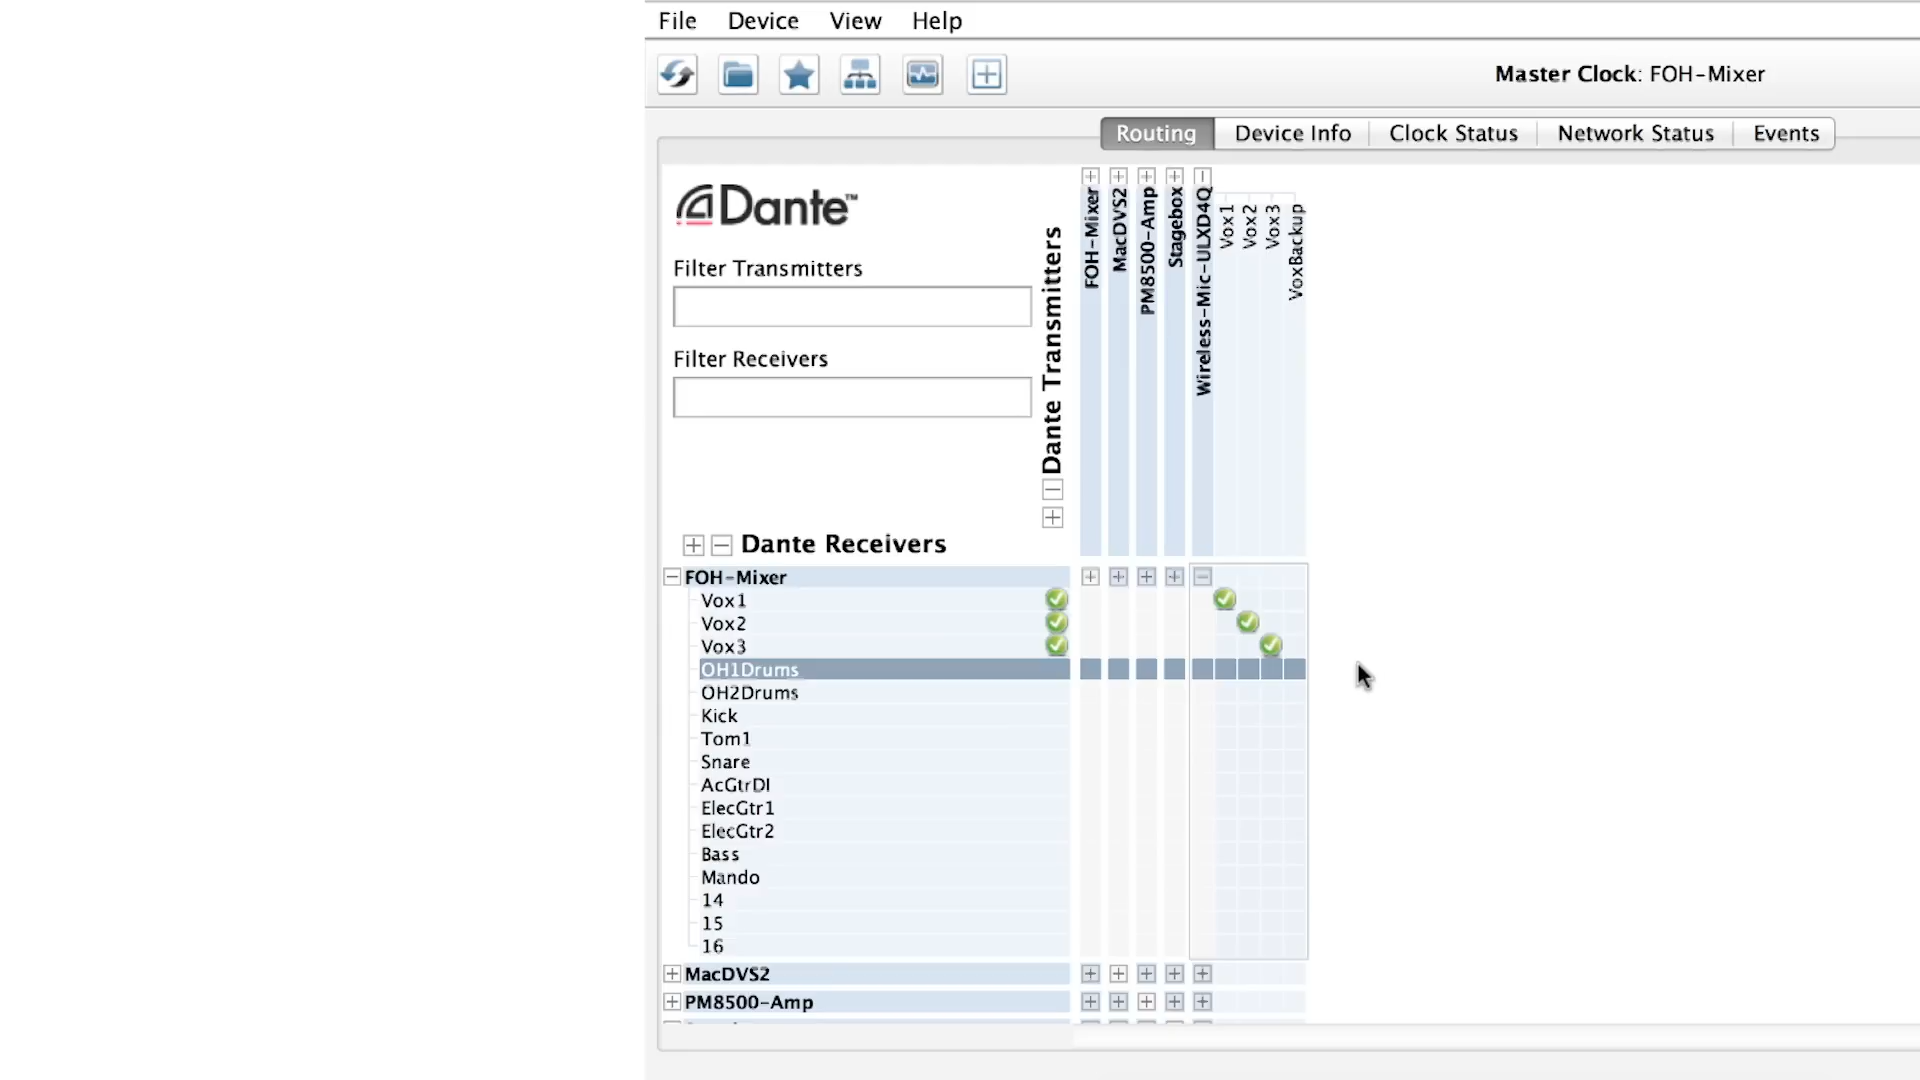 File Device View Help
Master Clock: FOH-Mixer
Routing Device Info Clock Status Network Status Events
Dante™
Filter Transmitters
Filter Receivers
Dante Transmitters
FOH-Mixer
MacDVS2
PM8500-Amp
Stagebox
Wireless-Mic-ULXD4Q
Vox1
Vox2
Vox3
VoxBackup
Dante Receivers
FOH-Mixer
Vox1
Vox2
Vox3
OH1Drums
OH2Drums
Kick
Tom1
Snare
AcGtrDI
ElecGtr1
ElecGtr2
Bass
Mando
14
15
16
MacDVS2
PM8500-Amp